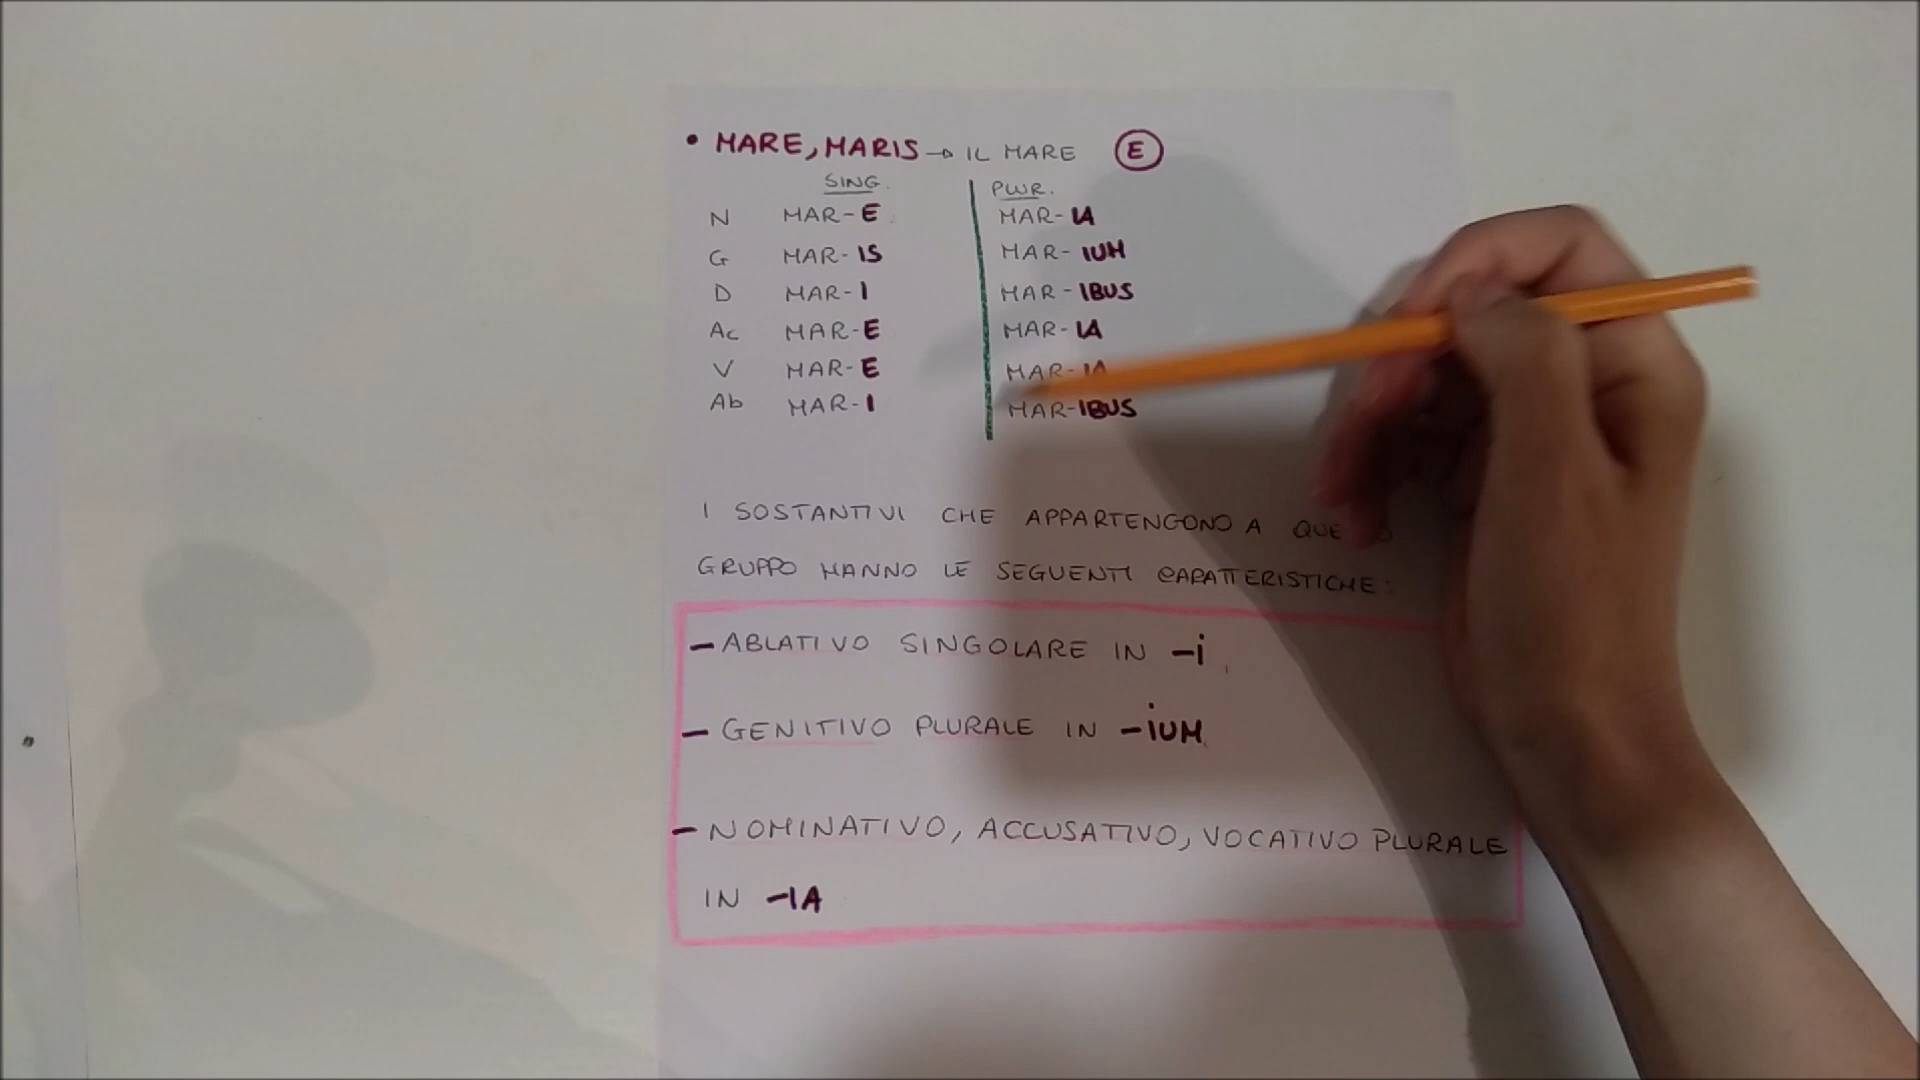 • MARE, MARIS → IL MARE E
SING. PLUR.
N MAR-E MAR-IA
G MAR-IS MAR-IUM
D MAR-I MAR-IBUS
Ac MAR-E MAR-IA
V MAR-E MAR-IA
Ab MAR-I MAR-IBUS
I SOSTANTIVI CHE APPARTENGONO A
GRUPPO HANNO LE SEGUENTI CARATTERISTICHE:
- ABLATIVO SINGOLARE IN -i
- GENITIVO PLURALE IN -iUM
- NOMINATIVO, ACCUSATIVO, VOCATIVO PLURALE
IN -IA